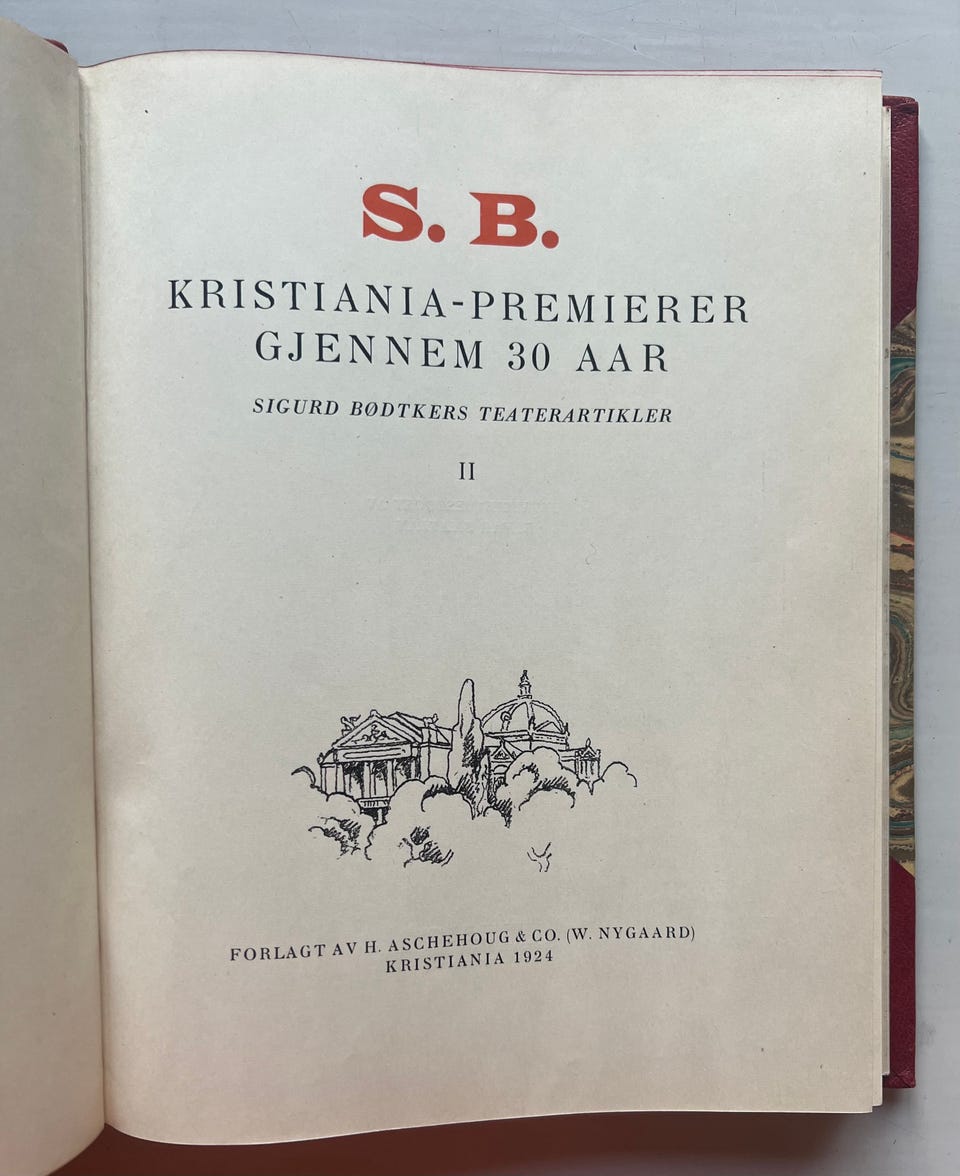 S. B.
KRISTIANIA-PREMIERER
GJENNEM 30 AAR
SIGURD BØDTKERS TEATERARTIKLER
II
FORLAGT AV H. ASCHEHOUG & CO. (W. NYGAARD)
KRISTIANIA 1924